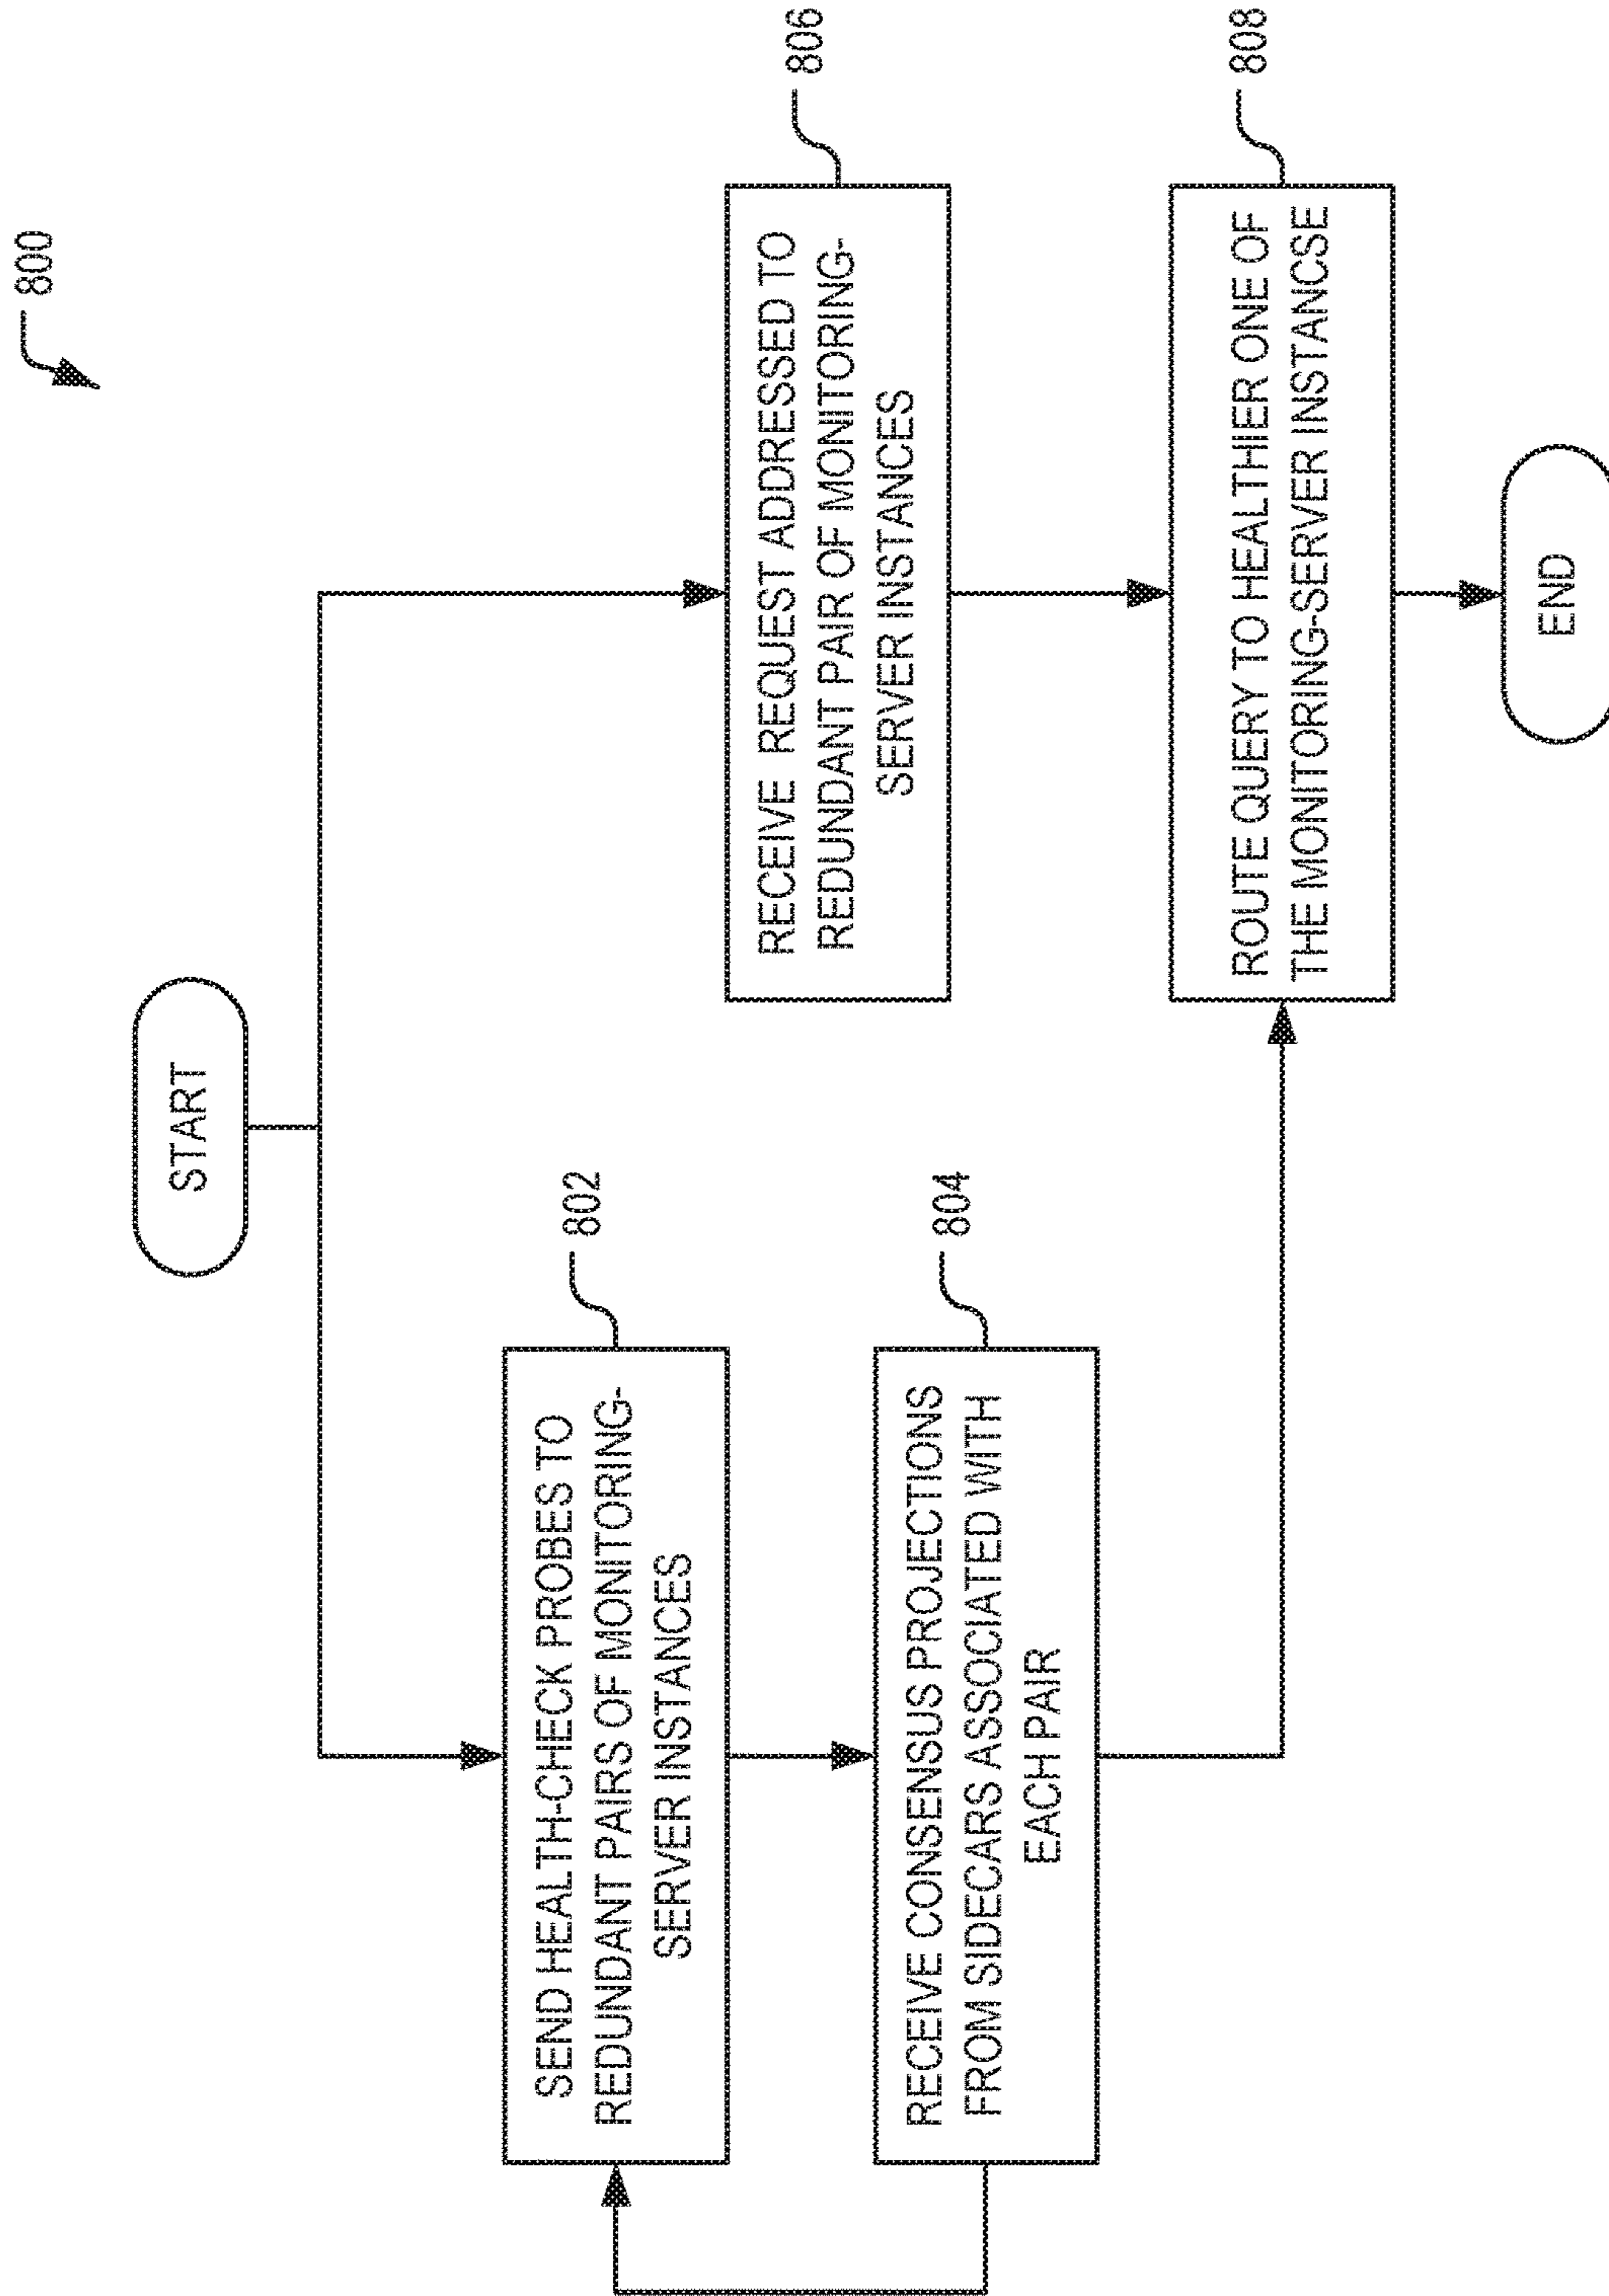 800
START
802
SEND HEALTH-CHECK PROBES TO
REDUNDANT PAIRS OF MONITORING-
SERVER INSTANCES
804
RECEIVE CONSENSUS PROJECTIONS
FROM SIDECARS ASSOCIATED WITH
EACH PAIR
806
RECEIVE REQUEST ADDRESSED TO
REDUNDANT PAIR OF MONITORING-
SERVER INSTANCES
808
ROUTE QUERY TO HEALTHIER ONE OF
THE MONITORING-SERVER INSTANCSE
END